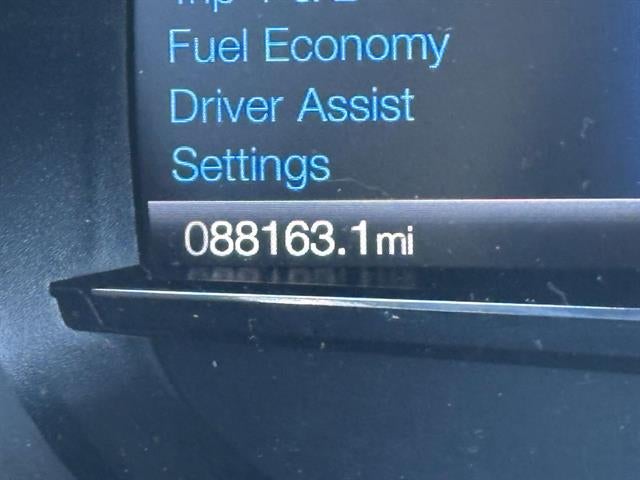 Fuel Economy
Driver Assist
Settings
088163.1mi